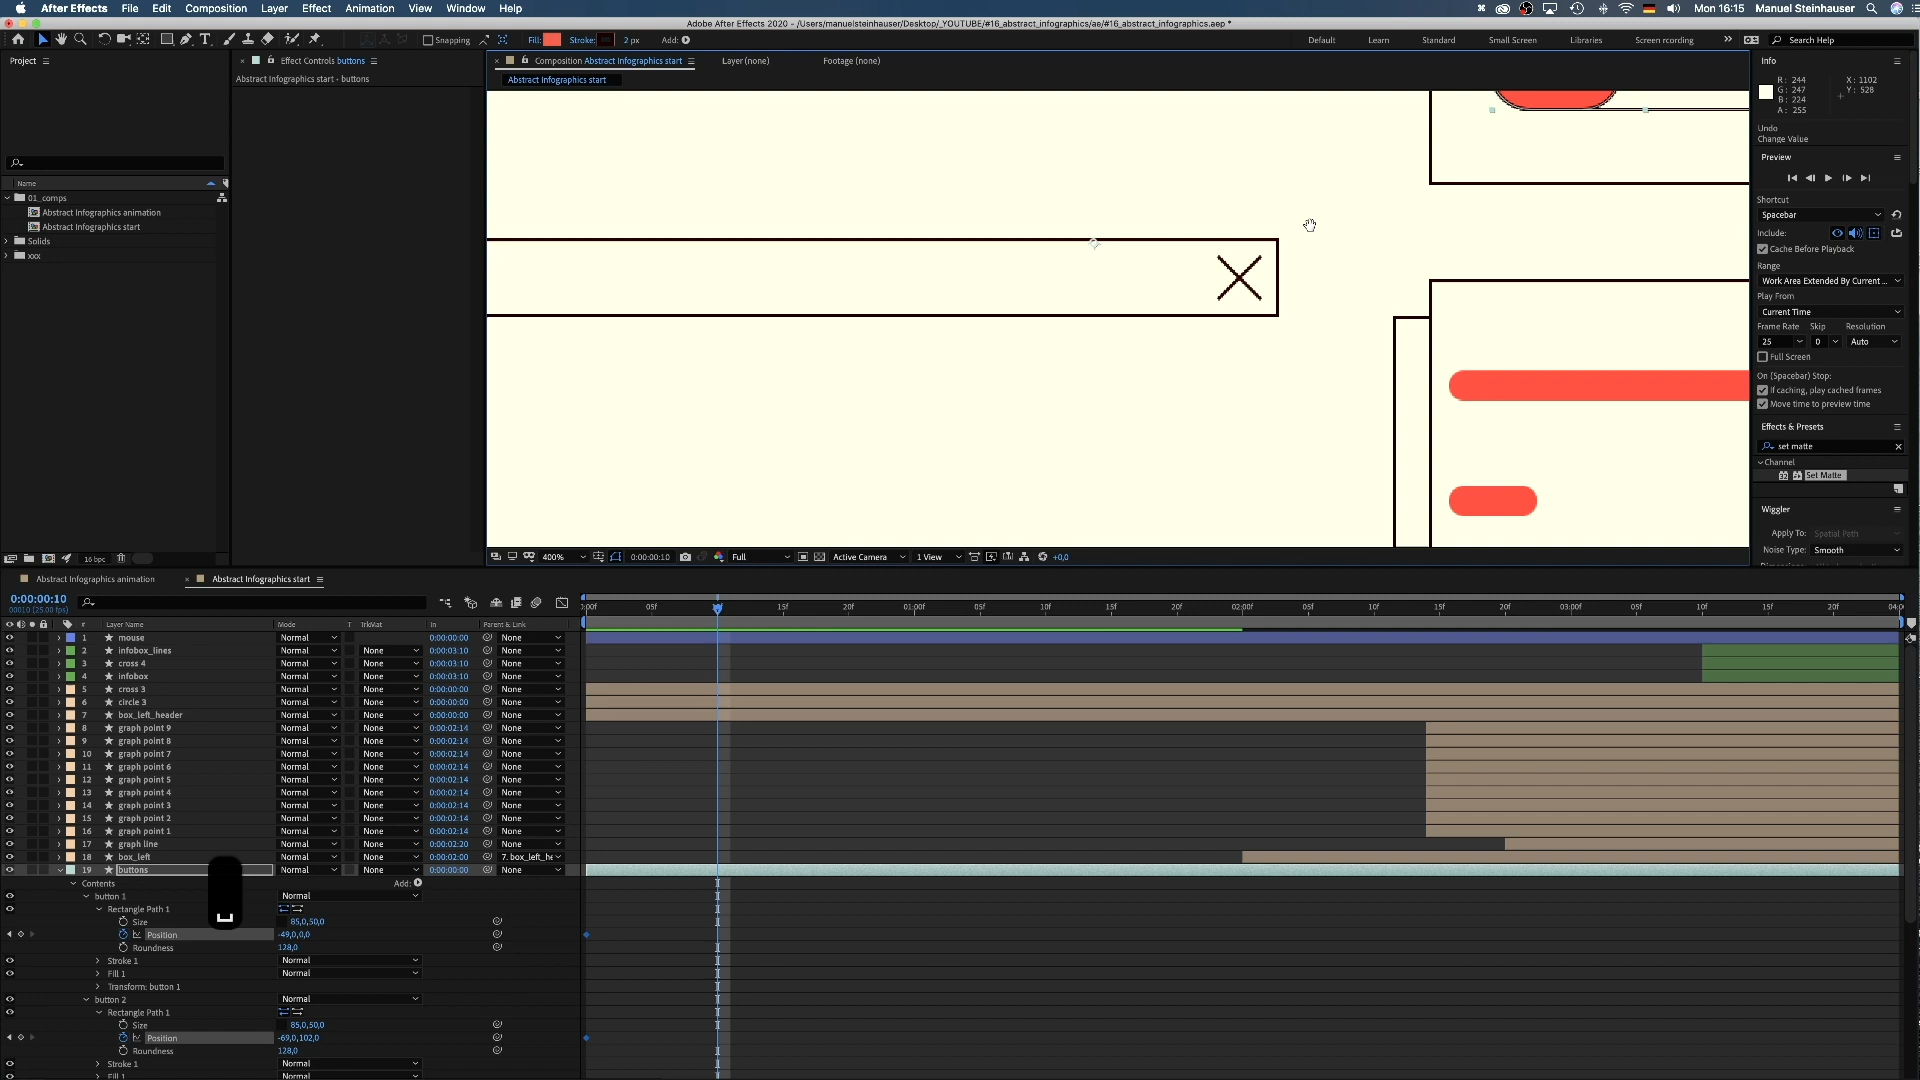 After Effects File Edit Composition Layer Effect Animation View Window Help
Mon 16:15 Manuel Steinhauser
Adobe After Effects 2020 - /Users/manuelsteinhauser/Desktop/_YOUTUBE/#16_abstract_infographics/ae/#16_abstract_infographics.aep *
Snapping Fill: Stroke: 2 px Add: Default Learn Standard Small Screen Libraries Screen rcording Search Help
Project Effect Controls buttons Composition Abstract Infographics start Layer (none) Footage (none) Info
Abstract Infographics start - buttons
Abstract Infographics start
R: 244 X: 1102
G: 247 Y: 528
B: 224
A: 255
Undo
Change Value
Preview
Name
01_comps
Abstract Infographics animation
Abstract Infographics start
Solids
xxx
Shortcut
Spacebar
Include:
Cache Before Playback
Range
Work Area Extended By Current ...
Play From
Current Time
Frame Rate Skip Resolution
25 0 Auto
Full Screen
On (Spacebar) Stop:
If caching, play cached frames
Move time to preview time
Effects & Presets
set matte
Channel
Set Matte
Wiggler
Apply To: Spatial Path
Noise Type: Smooth
16 bpc 400% 0:00:00:10 Full Active Camera 1 View +0,0
Abstract Infographics animation Abstract Infographics start
0:00:00:10
00010 (25.00 fps)
:00f 05f 15f 20f 01:00f 05f 10f 15f 20f 02:00f 05f 10f 15f 20f 03:00f 05f 10f 15f 20f 04:0
# Layer Name Mode T TrkMat In Parent & Link
1 mouse Normal 0:00:00:00 None
2 infobox_lines Normal None 0:00:03:10 None
3 cross 4 Normal None 0:00:03:10 None
4 infobox Normal None 0:00:03:10 None
5 cross 3 Normal None 0:00:00:00 None
6 circle 3 Normal None 0:00:00:00 None
7 box_left_header Normal None 0:00:00:00 None
8 graph point 9 Normal None 0:00:02:14 None
9 graph point 8 Normal None 0:00:02:14 None
10 graph point 7 Normal None 0:00:02:14 None
11 graph point 6 Normal None 0:00:02:14 None
12 graph point 5 Normal None 0:00:02:14 None
13 graph point 4 Normal None 0:00:02:14 None
14 graph point 3 Normal None 0:00:02:14 None
15 graph point 2 Normal None 0:00:02:14 None
16 graph point 1 Normal None 0:00:02:14 None
17 graph line Normal None 0:00:02:20 None
18 box_left Normal None 0:00:02:00 7. box_left_he
19 buttons Normal None 0:00:00:00 None
Contents Add:
button 1 Normal
Rectangle Path 1
Size 85,0,50,0
Position -49,0,0,0
Roundness 128,0
Stroke 1 Normal
Fill 1 Normal
Transform: button 1
button 2 Normal
Rectangle Path 1
Size 85,0,50,0
Position -69,0,102,0
Roundness 128,0
Stroke 1 Normal
Fill 1 Normal